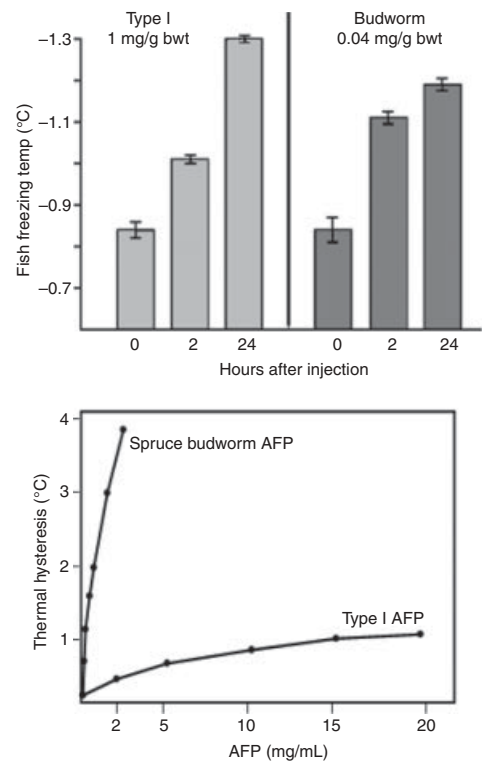 Type I
1 mg/g bwt
Budworm
0.04 mg/g bwt
Fish freezing temp (°C)
–1.3
–1.1
–0.9
–0.7
0 2 24 0 2 24
Hours after injection
Thermal hysteresis (°C)
4
3
2
1
Spruce budworm AFP
Type I AFP
2 5 10 15 20
AFP (mg/mL)